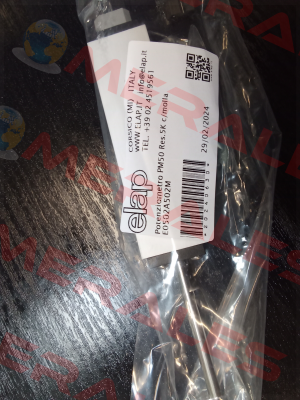 CORSICO (MI) ITALY
WWW.ELAP.IT info@elap.it
TEL. +39 02 4519561
elap
Potenziometro PM50 Res.5K c/molla
E05G2A502M
29/02/2024